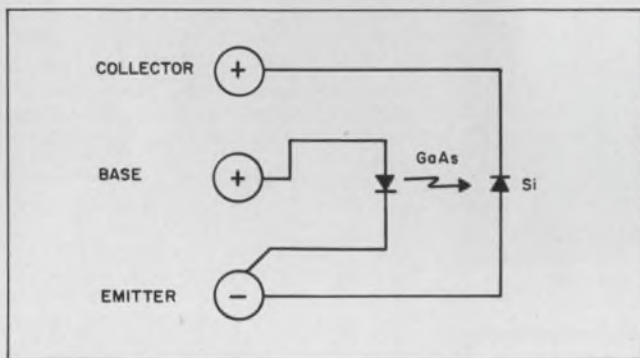 COLLECTOR +
BASE +
GaAs
Si
EMITTER -